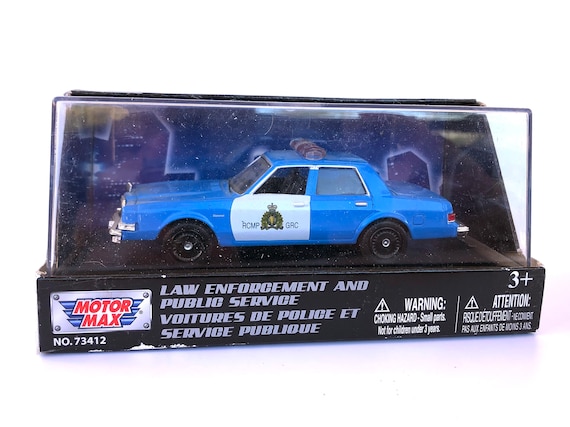 RCMP GRC
MOTOR
MAX
NO. 73412
LAW ENFORCEMENT AND
PUBLIC SERVICE
VOITURES DE POLICE ET
SERVICE PUBLIQUE
WARNING:
CHOKING HAZARD - Small parts.
Not for children under 3 years.
3+
ATTENTION:
RISQUE D'ÉTOUFFEMENT - NE CONVIENT
PAS AUX ENFANTS DE MOINS 3 ANS.